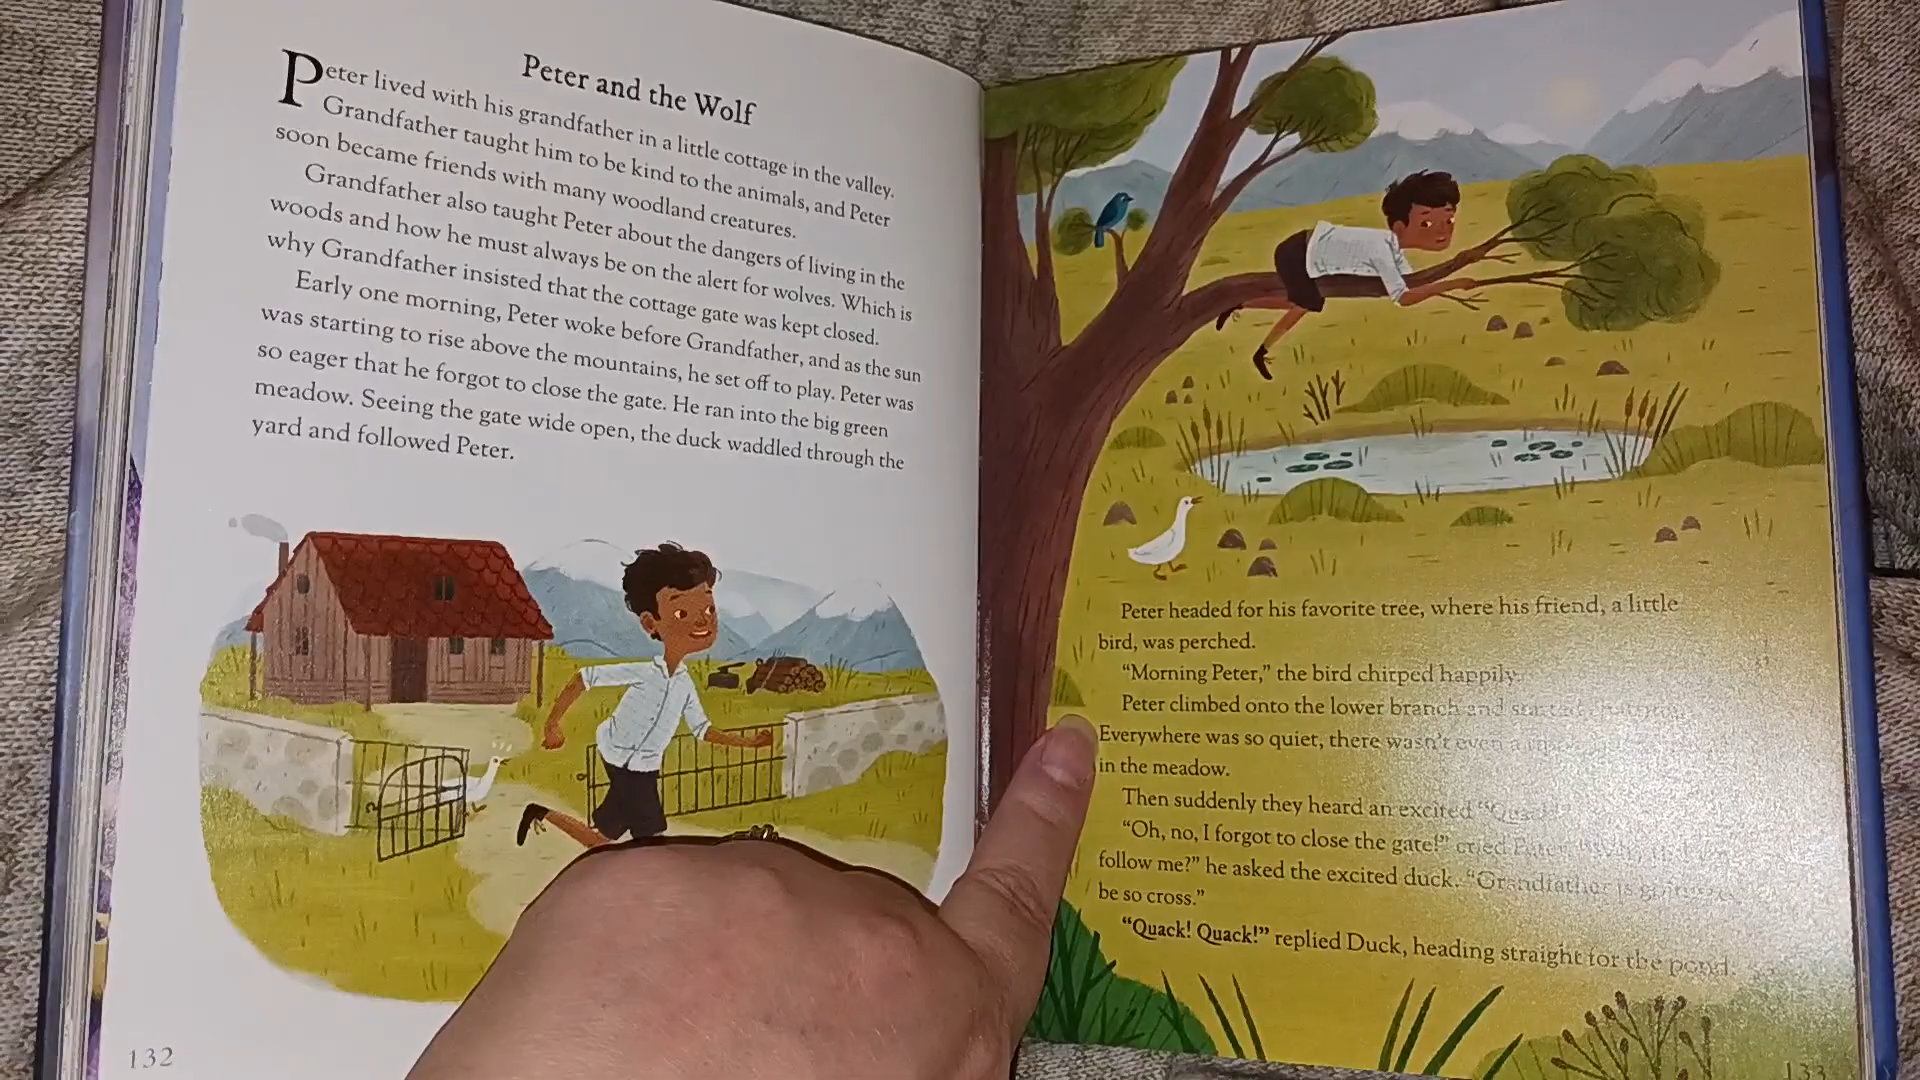 Peter and the Wolf
Peter lived with his grandfather in a little cottage in the valley.
Grandfather taught him to be kind to the animals, and Peter
soon became friends with many woodland creatures.
Grandfather also taught Peter about the dangers of living in the
woods and how he must always be on the alert for wolves. Which is
why Grandfather insisted that the cottage gate was kept closed.
Early one morning, Peter woke before Grandfather, and as the sun
was starting to rise above the mountains, he set off to play. Peter was
so eager that he forgot to close the gate. He ran into the big green
meadow. Seeing the gate wide open, the duck waddled through the
yard and followed Peter.
132
Peter headed for his favorite tree, where his friend, a little
bird, was perched.
“Morning Peter,” the bird chirped happily.
Peter climbed onto the lower branch and started
Everywhere was so quiet, there wasn't even a
in the meadow.
Then suddenly they heard an excited “Quack!
“Oh, no, I forgot to close the gate!” cried Peter.
follow me?” he asked the excited duck. “Grandfather is going to
be so cross.”
“Quack! Quack!” replied Duck, heading straight for the pond.
133